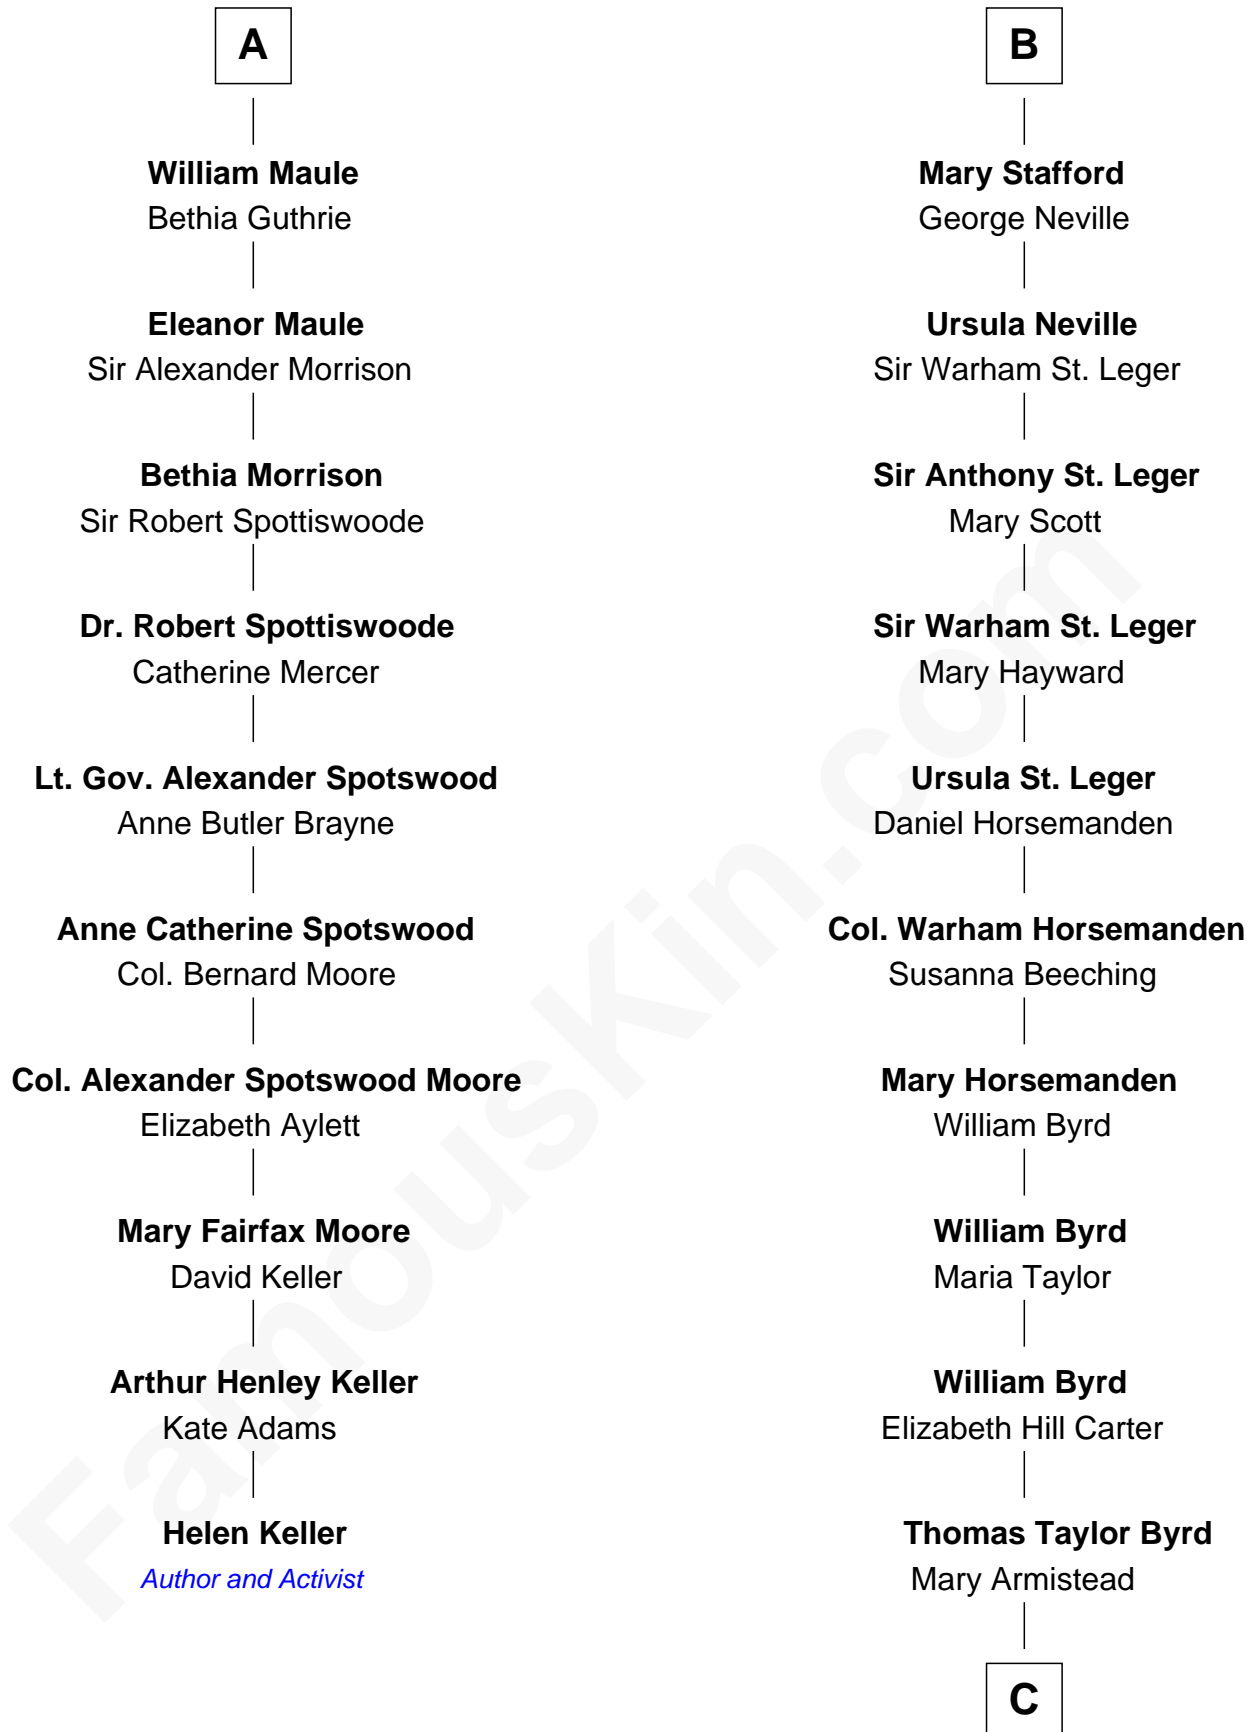 A
William Maule
Bethia Guthrie
Eleanor Maule
Sir Alexander Morrison
Bethia Morrison
Sir Robert Spottiswoode
Dr. Robert Spottiswoode
Catherine Mercer
Lt. Gov. Alexander Spotswood
Anne Butler Brayne
Anne Catherine Spotswood
Col. Bernard Moore
Col. Alexander Spotswood Moore
Elizabeth Aylett
Mary Fairfax Moore
David Keller
Arthur Henley Keller
Kate Adams
Helen Keller
Author and Activist
B
Mary Stafford
George Neville
Ursula Neville
Sir Warham St. Leger
Sir Anthony St. Leger
Mary Scott
Sir Warham St. Leger
Mary Hayward
Ursula St. Leger
Daniel Horsemanden
Col. Warham Horsemanden
Susanna Beeching
Mary Horsemanden
William Byrd
William Byrd
Maria Taylor
William Byrd
Elizabeth Hill Carter
Thomas Taylor Byrd
Mary Armistead
C
FamousKin.com